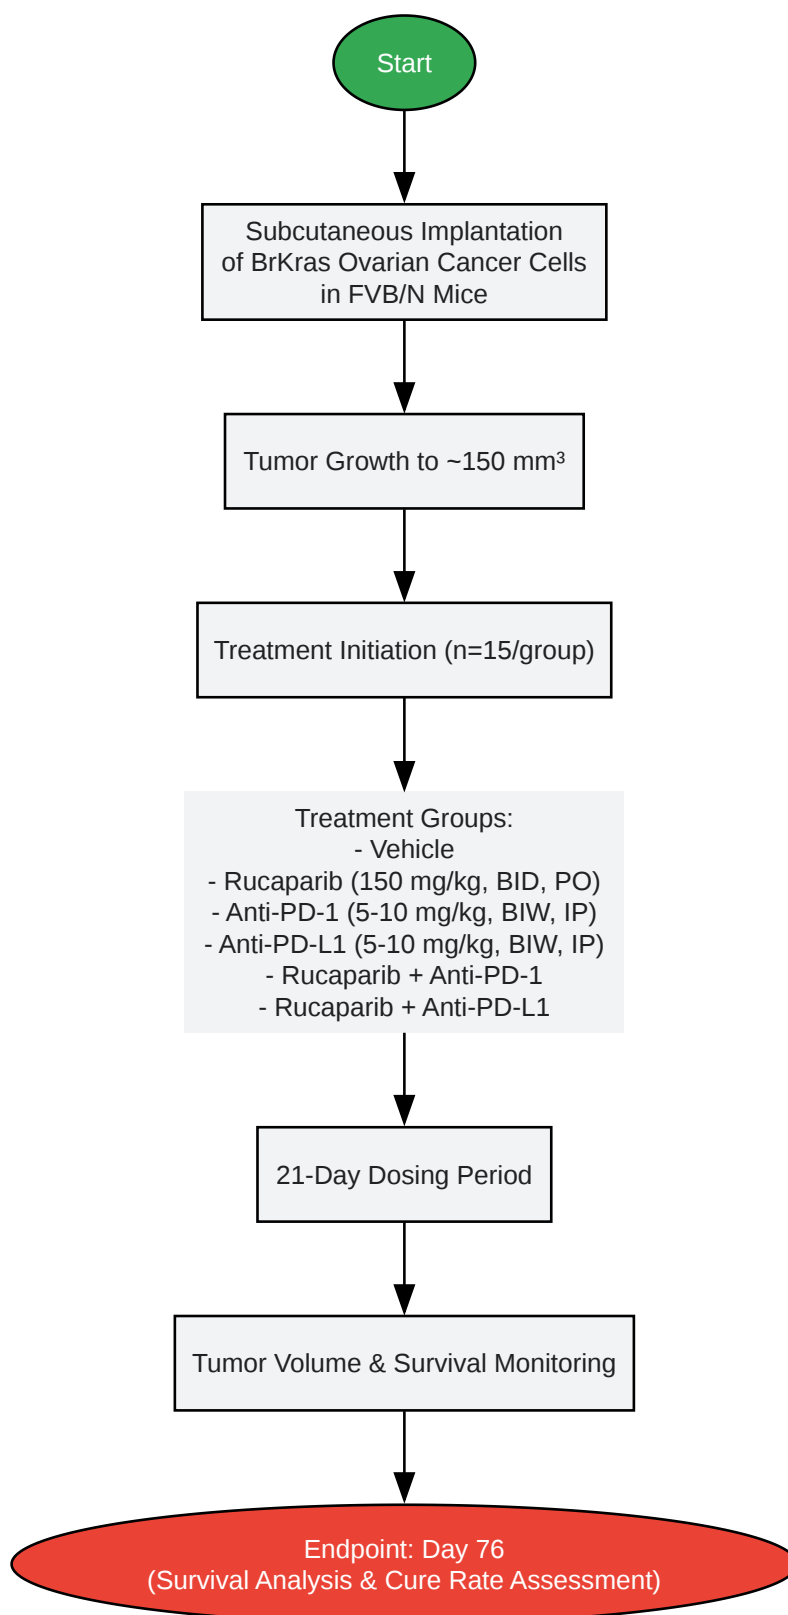 Start
Subcutaneous Implantation
of BrKras Ovarian Cancer Cells
in FVB/N Mice
Tumor Growth to ~150 mm³
Treatment Initiation (n=15/group)
Treatment Groups:
- Vehicle
- Rucaparib (150 mg/kg, BID, PO)
- Anti-PD-1 (5-10 mg/kg, BIW, IP)
- Anti-PD-L1 (5-10 mg/kg, BIW, IP)
- Rucaparib + Anti-PD-1
- Rucaparib + Anti-PD-L1
21-Day Dosing Period
Tumor Volume & Survival Monitoring
Endpoint: Day 76
(Survival Analysis & Cure Rate Assessment)